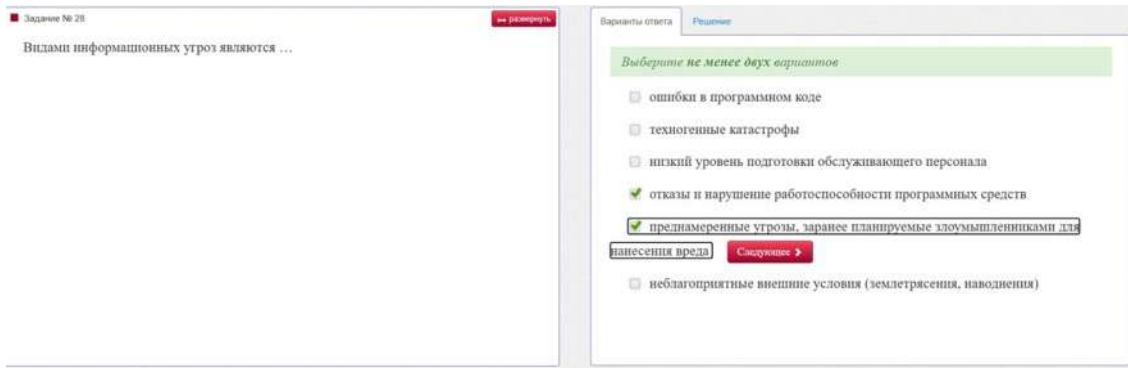 Задание № 28
развернуть
Видами информационных угроз являются …
Варианты ответа
Решение
Выберите не менее двух вариантов
ошибки в программном коде
техногенные катастрофы
низкий уровень подготовки обслуживающего персонала
отказы и нарушение работоспособности программных средств
преднамеренные угрозы, заранее планируемые злоумышленниками для
нанесения вреда
Следующее
неблагоприятные внешние условия (землетрясения, наводнения)